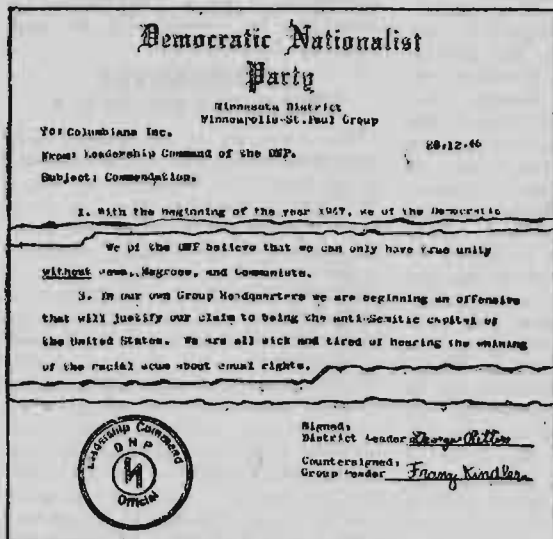 Democratic Nationalist
Party
Minnesota District
Minneapolis-St.Paul Group
To: Columbians Inc.
20.12.46
From: Leadership Command of the DNP.
Subject: Commendation.
1. With the beginning of the year 1947, we of the Democratic
We of the DNP believe that we can only have true unity
without Jews, Negroes, and Communists.
3. In our own Group Headquarters we are beginning an offensive
that will justify our claim to being the anti-Semitic capital of
the United States. We are all sick and tired of hearing the whining
of the racial scum about equal rights.
Leadership Command
DNP
Official
Signed:
District Leader George
Countersigned:
Group Leader Franz Kindler